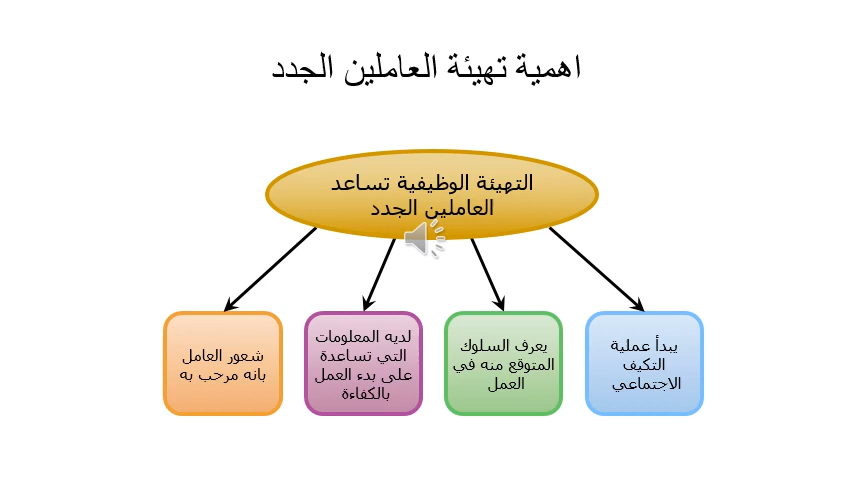 اهمية تهيئة العاملين الجدد
التهيئة الوظيفية تساعد
العاملين الجدد
يبدأ عملية
التكيف
الاجتماعي
يعرف السلوك
المتوقع منه في
العمل
لديه المعلومات
التي تساعدة
على بدء العمل
بالكفاءة
شعور العامل
بانه مرحب به